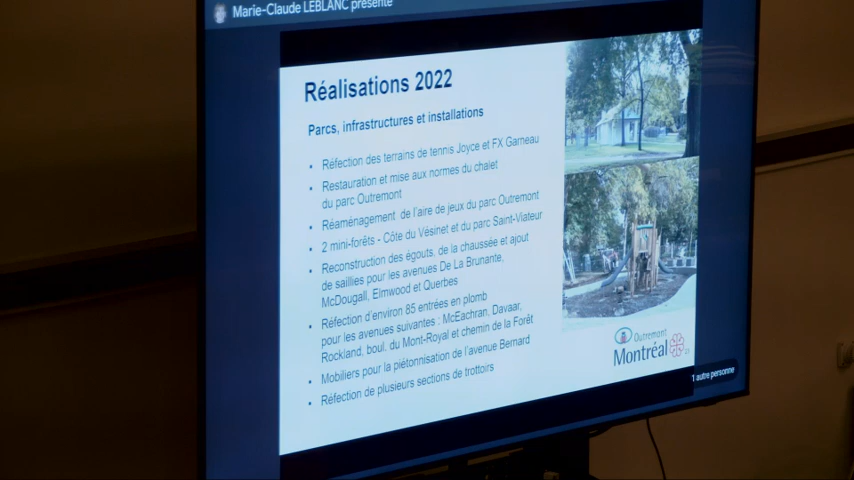 Marie-Claude LEBLANC présente
Réalisations 2022
Parcs, infrastructures et installations
• Réfection des terrains de tennis Joyce et FX Garneau
• Restauration et mise aux normes du chalet
du parc Outremont
• Réaménagement de l'aire de jeux du parc Outremont
• 2 mini-forêts - Côte du Vésinet et du parc Saint-Viateur
• Reconstruction des égouts, de la chaussée et ajout
de saillies pour les avenues De La Brunante,
McDougall, Elmwood et Querbes
• Réfection d'environ 85 entrées en plomb
pour les avenues suivantes : McEachran, Davaar,
Rockland, boul. du Mont-Royal et chemin de la Forêt
• Mobiliers pour la piétonnisation de l'avenue Bernard
• Réfection de plusieurs sections de trottoirs
Outremont
Montréal
1 autre personne